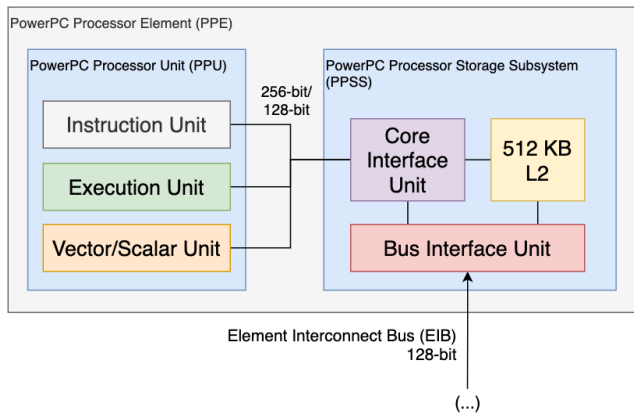 PowerPC Processor Element (PPE)
PowerPC Processor Unit (PPU)
Instruction Unit
Execution Unit
Vector/Scalar Unit
256-bit/
128-bit
PowerPC Processor Storage Subsystem
(PPSS)
Core
Interface
Unit
512 KB
L2
Bus Interface Unit
Element Interconnect Bus (EIB)
128-bit
(...)